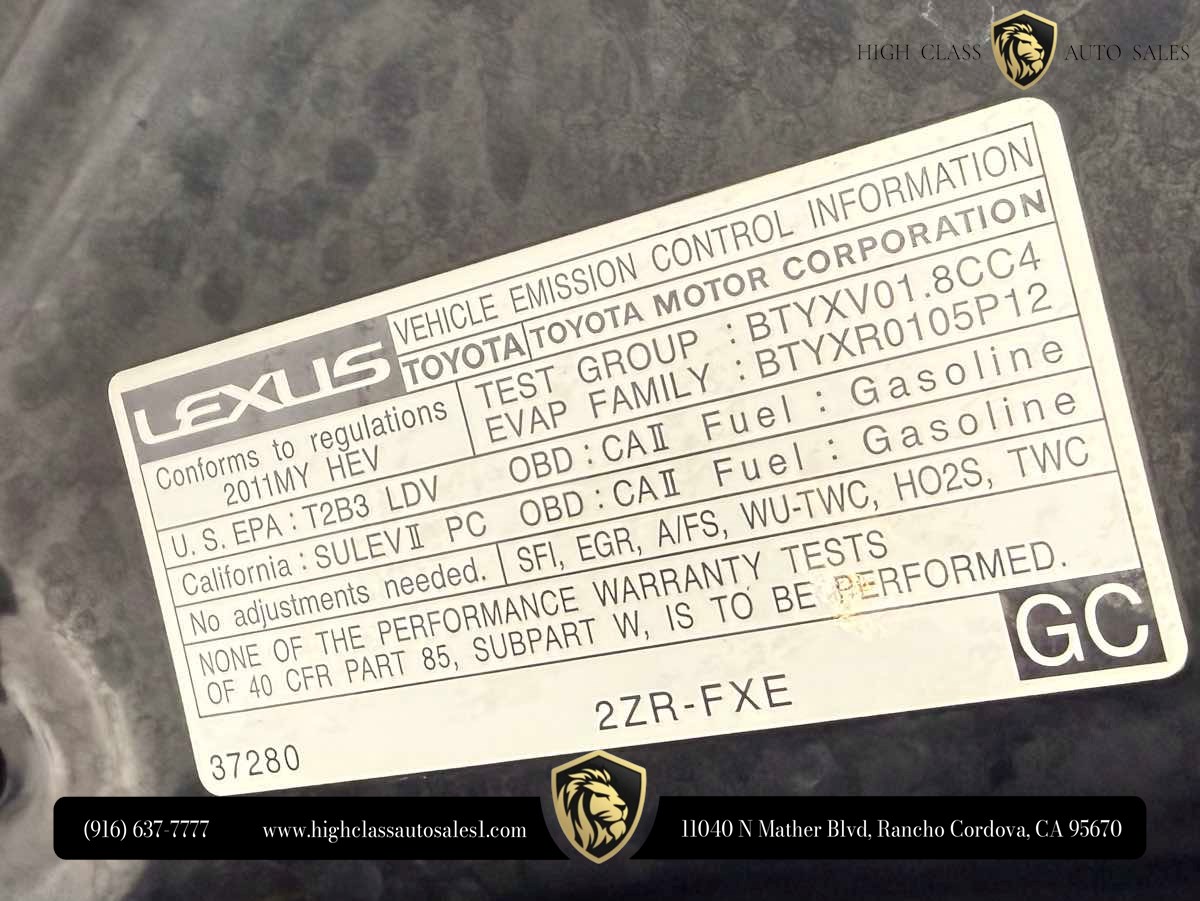 HIGH CLASS AUTO SALES
LEXUS
VEHICLE EMISSION CONTROL INFORMATION
TOYOTA TOYOTA MOTOR CORPORATION
Conforms to regulations
2011MY HEV
TEST GROUP : BTYXV01.8CC4
EVAP FAMILY : BTYXR0105P12
U. S. EPA : T2B3 LDV OBD : CAⅡ Fuel : Gasoline
California : SULEVⅡ PC OBD : CAⅡ Fuel : Gasoline
No adjustments needed. SFI, EGR, A/FS, WU-TWC, HO2S, TWC
NONE OF THE PERFORMANCE WARRANTY TESTS
OF 40 CFR PART 85, SUBPART W, IS TO BE PERFORMED.
GC
2ZR-FXE
37280
(916) 637-7777 www.highclassautosales1.com 11040 N Mather Blvd, Rancho Cordova, CA 95670